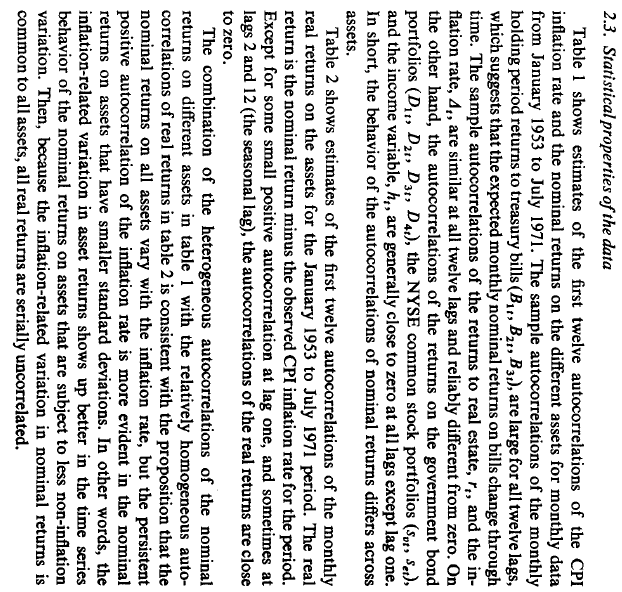 2.3. Statistical properties of the data
Table 1 shows estimates of the first twelve autocorrelations of the CPI
inflation rate and the nominal returns on the different assets for monthly data
from January 1953 to July 1971. The sample autocorrelations of the monthly
holding period returns to treasury bills (B1t, B2t, B3t), are large for all twelve lags,
which suggests that the expected monthly nominal returns on bills change through
time. The sample autocorrelations of the returns to real estate, rt, and the in-
flation rate, Δt, are similar at all twelve lags and reliably different from zero. On
the other hand, the autocorrelations of the returns on the government bond
portfolios (D1t, D2t, D3t, D4t), the NYSE common stock portfolios (svt, set),
and the income variable, ht, are generally close to zero at all lags except lag one.
In short, the behavior of the autocorrelations of nominal returns differs across
assets.
Table 2 shows estimates of the first twelve autocorrelations of the monthly
real returns on the assets for the January 1953 to July 1971 period. The real
return is the nominal return minus the observed CPI inflation rate for the period.
Except for some small positive autocorrelation at lag one, and sometimes at
lags 2 and 12 (the seasonal lag), the autocorrelations of the real returns are close
to zero.
The combination of the heterogeneous autocorrelations of the nominal
returns on different assets in table 1 with the relatively homogeneous auto-
correlations of real returns in table 2 is consistent with the proposition that the
nominal returns on all assets vary with the inflation rate, but the persistent
positive autocorrelation of the inflation rate is more evident in the nominal
returns on assets that have smaller standard deviations. In other words, the
inflation-related variation in asset returns shows up better in the time series
behavior of the nominal returns on assets that are subject to less non-inflation
variation. Then, because the inflation-related variation in nominal returns is
common to all assets, all real returns are serially uncorrelated.